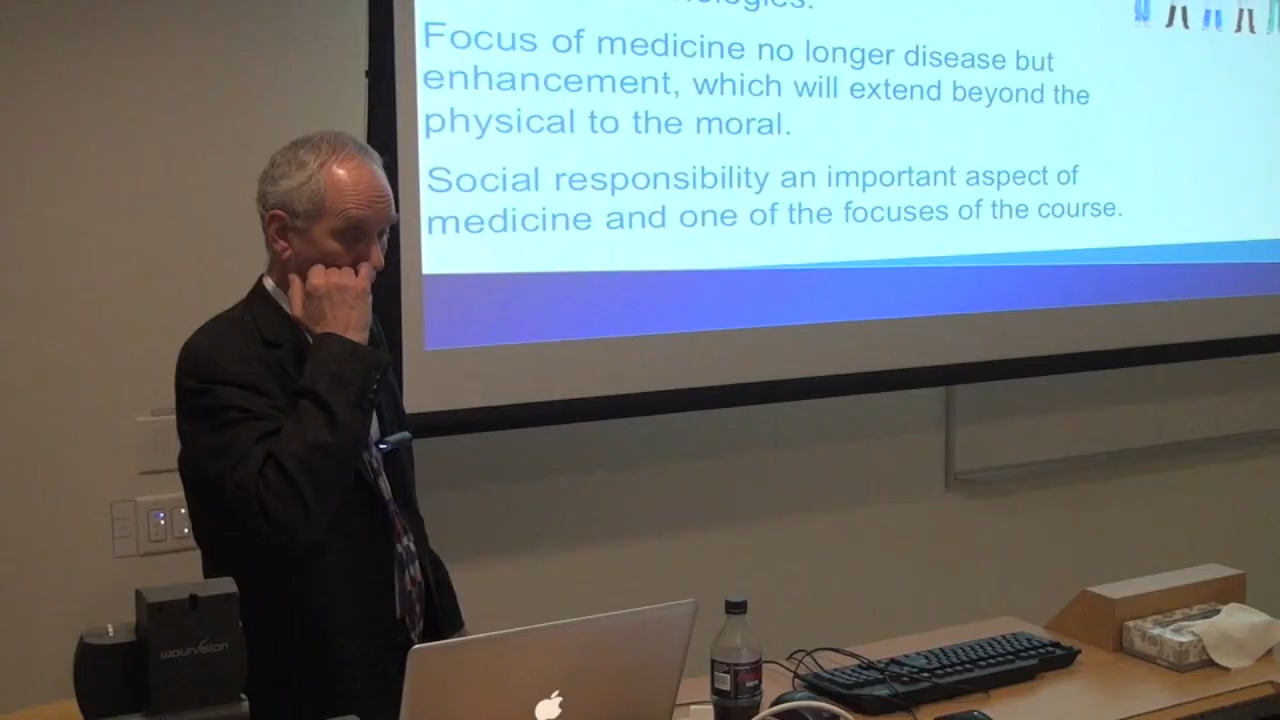 Focus of medicine no longer disease but
enhancement, which will extend beyond the
physical to the moral.
Social responsibility an important aspect of
medicine and one of the focuses of the course.
WolfVision